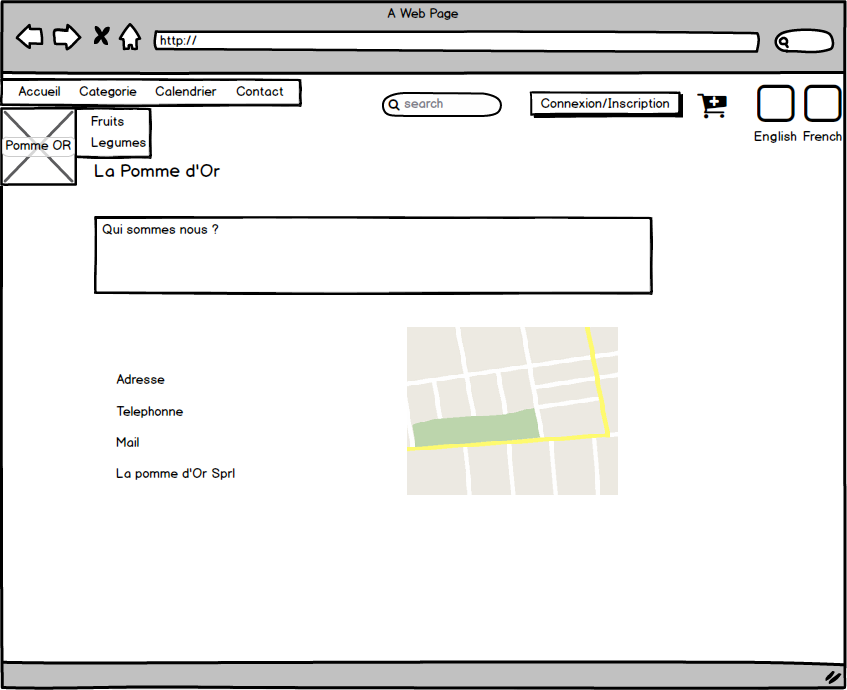 A Web Page
http://
Accueil Categorie Calendrier Contact
search
Connexion/Inscription
English French
Fruits
Legumes
Pomme OR
La Pomme d'Or
Qui sommes nous ?
Adresse
Telephonne
Mail
La pomme d'Or Sprl